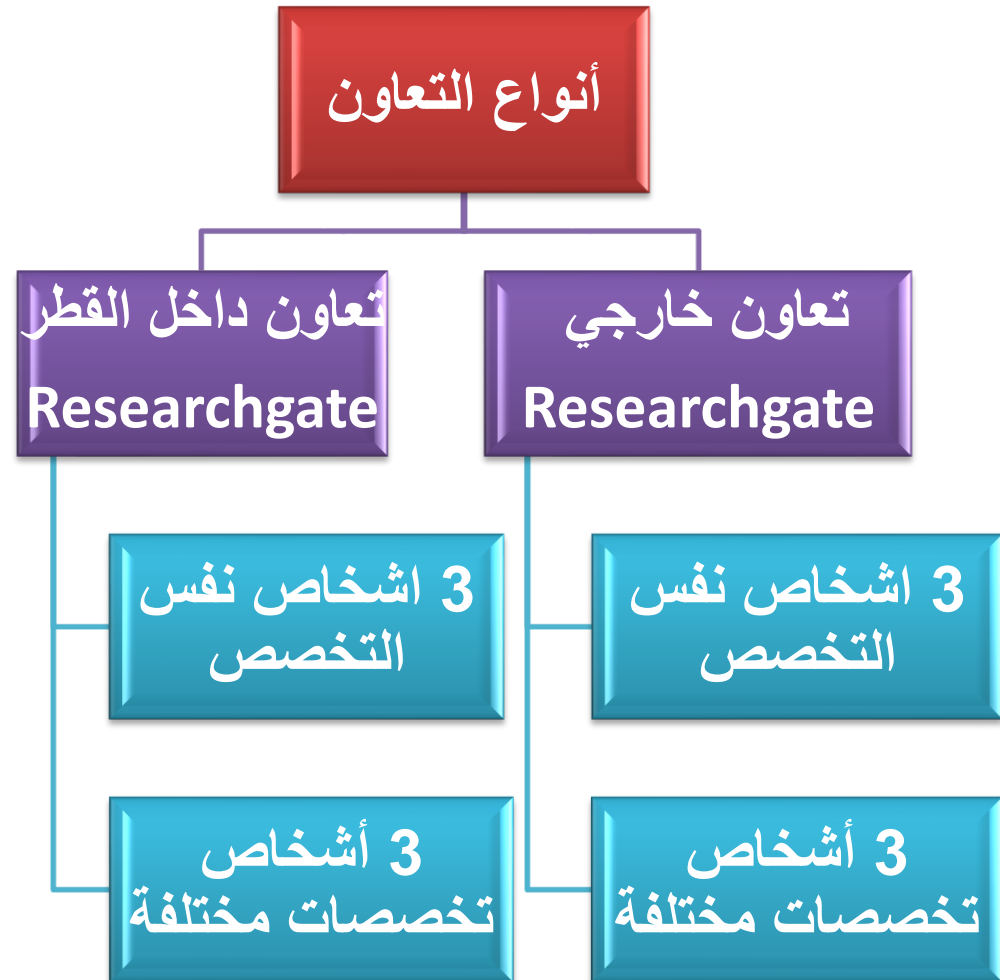 أنواع التعاون
تعاون خارجي
Researchgate
تعاون داخل القطر
Researchgate
3 اشخاص نفس
التخصص
3 اشخاص نفس
التخصص
3 أشخاص
تخصصات مختلفة
3 أشخاص
تخصصات مختلفة